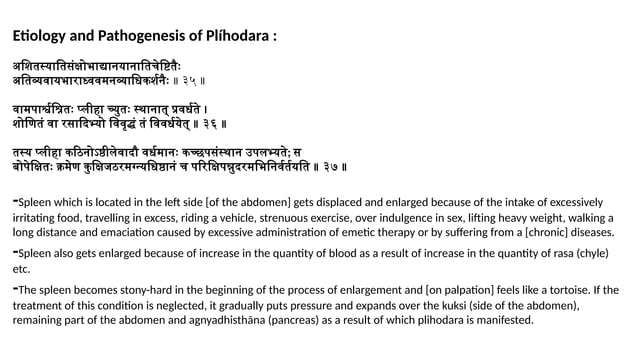 Etiology and Pathogenesis of Plíhodara :
अशितस्यातिसंक्षोभाद्यानयानातिचेष्टितैः
अतिव्यवायभाराध्ववमनव्याधिकर्शनैः ॥ ३५ ॥
वामपार्श्वाश्रितः प्लीहा च्युतः स्थानात् प्रवर्धते ।
शोणितं वा रसादिभ्यो विवृद्धं तं विवर्धयेत् ॥ ३६ ॥
तस्य प्लीहा कठिनोऽष्ठीलेवादौ वर्धमानः कच्छपसंस्थान उपलभ्यते; स
बोपेक्षितः क्रमेण कुक्षिजठरमग्न्यधिष्ठानं च परिक्षिपन्नुदरमभिनिर्वर्तयति ॥ ३७ ॥
-Spleen which is located in the left side [of the abdomen] gets displaced and enlarged because of the intake of excessively
irritating food, travelling in excess, riding a vehicle, strenuous exercise, over indulgence in sex, lifting heavy weight, walking a
long distance and emaciation caused by excessive administration of emetic therapy or by suffering from a [chronic] diseases.
-Spleen also gets enlarged because of increase in the quantity of blood as a result of increase in the quantity of rasa (chyle)
etc.
-The spleen becomes stony-hard in the beginning of the process of enlargement and [on palpation] feels like a tortoise. If the
treatment of this condition is neglected, it gradually puts pressure and expands over the kuksi (side of the abdomen),
remaining part of the abdomen and agnyadhisthāna (pancreas) as a result of which plihodara is manifested.